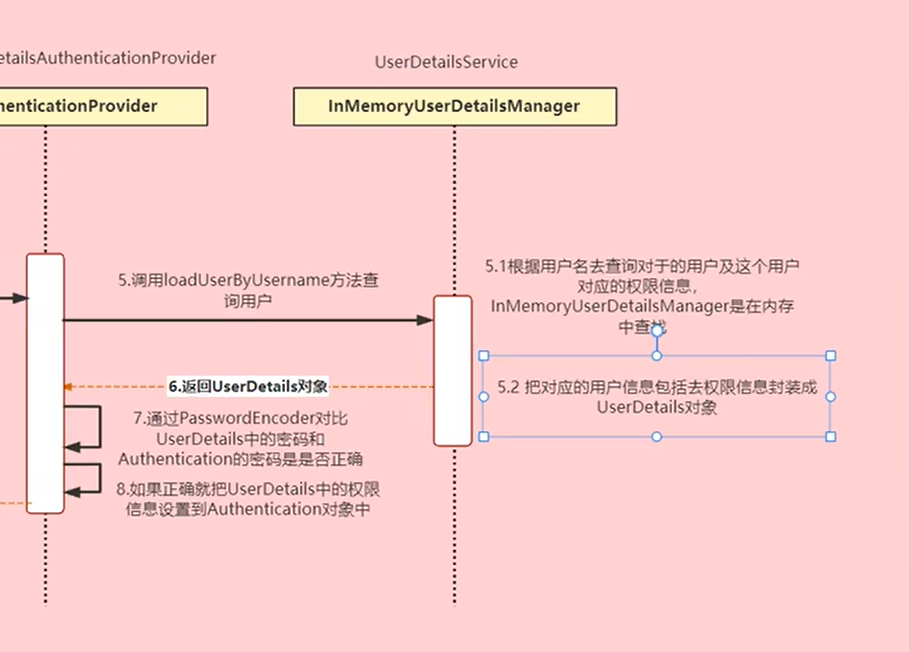 etailsAuthenticationProvider
UserDetailsService
nenticationProvider
InMemoryUserDetailsManager
5.调用loadUserByUsername方法查
询用户
5.1根据用户名去查询对于的用户及这个用户
对应的权限信息，
InMemoryUserDetailsManager是在内存
中查找
6.返回UserDetails对象
5.2 把对应的用户信息包括去权限信息封装成
UserDetails对象
7.通过PasswordEncoder对比
UserDetails中的密码和
Authentication的密码是是否正确
8.如果正确就把UserDetails中的权限
信息设置到Authentication对象中